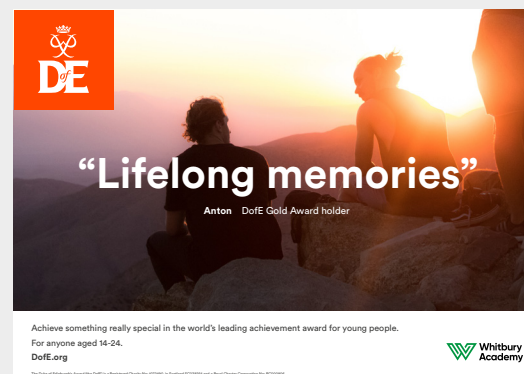 DofE
“Lifelong memories”
Anton DofE Gold Award holder
Achieve something really special in the world’s leading achievement award for young people.
For anyone aged 14-24.
DofE.org
Whitbury
Academy